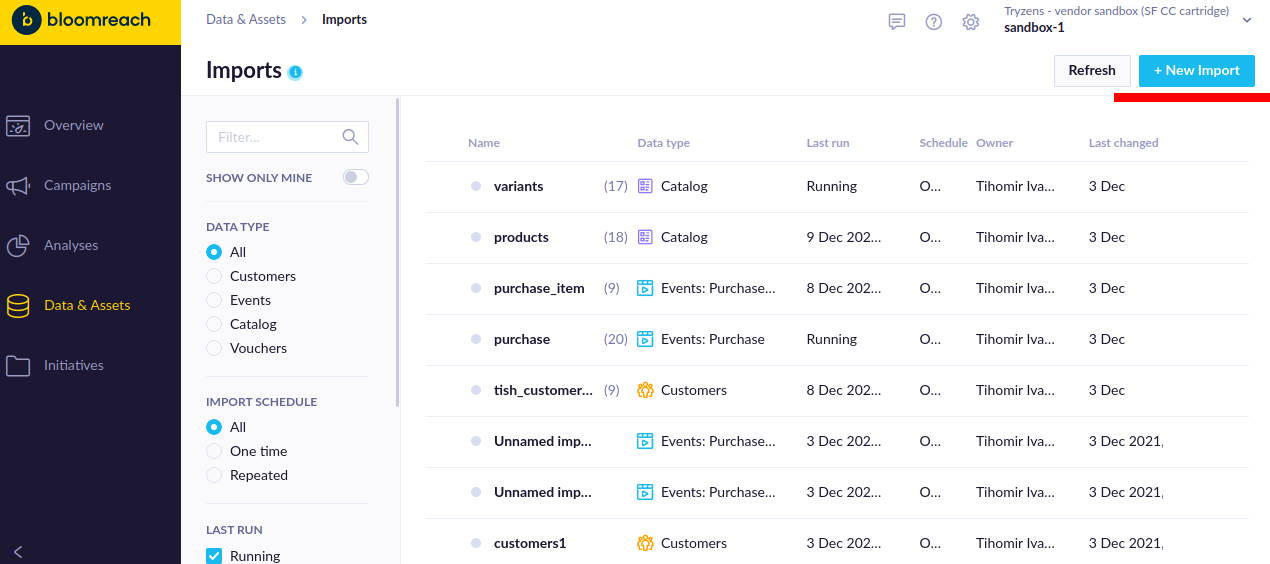 bloomreach
Data & Assets > Imports
Tryzens - vendor sandbox (SF CC cartridge)
sandbox-1
Imports
Refresh
+ New Import
Overview
Campaigns
Analyses
Data & Assets
Initiatives
Filter...
SHOW ONLY MINE
DATA TYPE
All
Customers
Events
Catalog
Vouchers
IMPORT SCHEDULE
All
One time
Repeated
LAST RUN
Running
Name Data type Last run Schedule Owner Last changed
variants (17) Catalog Running O... Tihomir Iva... 3 Dec
products (18) Catalog 9 Dec 202... O... Tihomir Iva... 3 Dec
purchase_item (9) Events: Purchase... 8 Dec 202... O... Tihomir Iva... 3 Dec
purchase (20) Events: Purchase Running O... Tihomir Iva... 3 Dec
tish_customer... (9) Customers 8 Dec 202... O... Tihomir Iva... 3 Dec
Unnamed imp... Events: Purchase... 3 Dec 202... O... Tihomir Iva... 3 Dec 2021,
Unnamed imp... Events: Purchase... 3 Dec 202... O... Tihomir Iva... 3 Dec 2021,
customers1 Customers 3 Dec 202... O... Tihomir Iva... 3 Dec 2021,